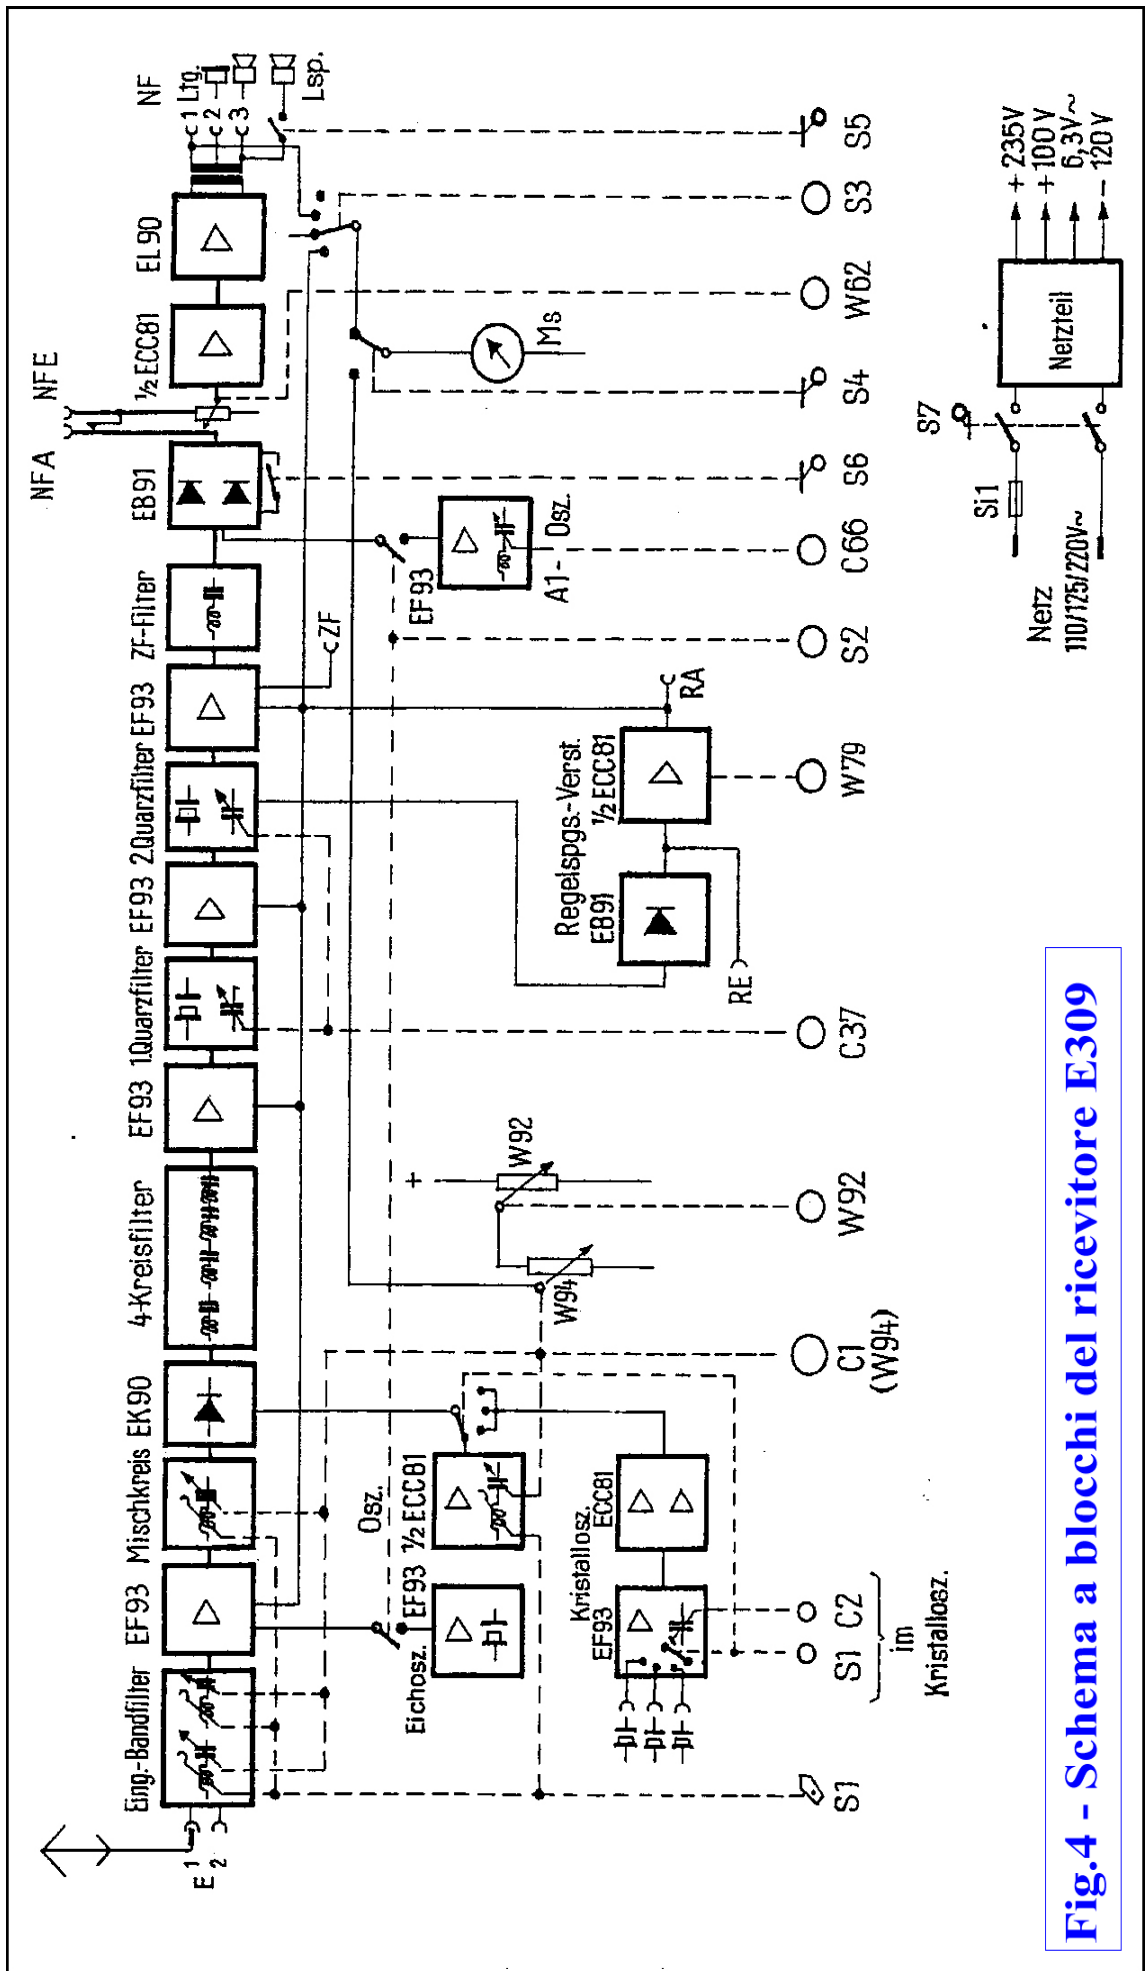 E
1
2
Eing.-Bandfilter
EF93
Mischkreis
EK90
4-Kreisfilter
EF93
1.Quarzfilter
EF93
2.Quarzfilter
EF93
ZF-Filter
EB91
NFA
NFE
½ ECC81
EL90
NF
1 Ltg.
2
3
Lsp.
ZF
Eichosz.
EF93
Osz.
½ ECC81
Kristallosz.
EF93
ECC81
W94
W92
+
Regelspgs.-Verst.
EB91
½ ECC81
RE
RA
EF93
A1-Osz.
Ms
S1
S1
C2
im
Kristallosz.
C1
(W94)
W92
C37
W79
S2
C66
S6
S4
W62
S3
S5
Netz
110/125/220V~
Si1
S7
Netzteil
+ 235V
+100V
6,3V~
- 120V
Fig.4 - Schema a blocchi del ricevitore E309